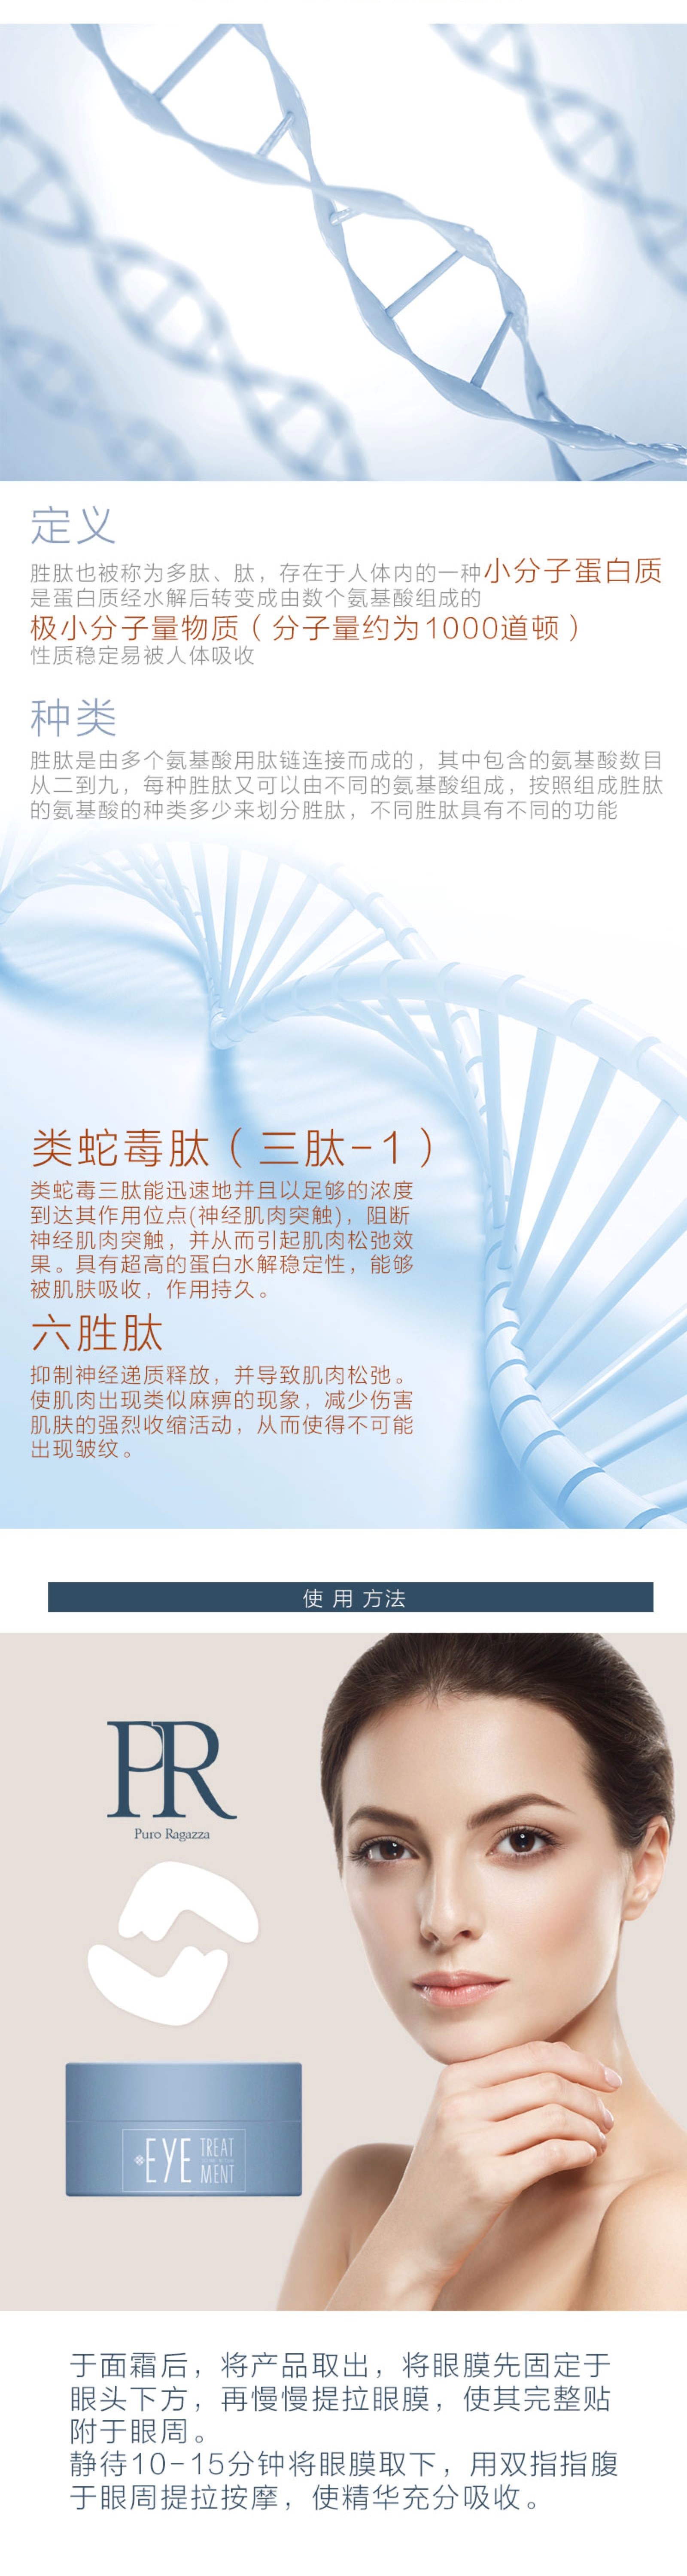 定义
胜肽也被称为多肽、肽，存在于人体内的一种小分子蛋白质
是蛋白质经水解后转变成由数个氨基酸组成的
极小分子量物质（分子量约为1000道顿）
性质稳定易被人体吸收
种类
胜肽是由多个氨基酸用肽链连接而成的，其中包含的氨基酸数目
从二到九，每种胜肽又可以由不同的氨基酸组成，按照组成胜肽
的氨基酸的种类多少来划分胜肽，不同胜肽具有不同的功能
类蛇毒肽（三肽-1）
类蛇毒三肽能迅速地并且以足够的浓度
到达其作用位点(神经肌肉突触)，阻断
神经肌肉突触，并从而引起肌肉松弛效
果。具有超高的蛋白水解稳定性，能够
被肌肤吸收，作用持久。
六胜肽
抑制神经递质释放，并导致肌肉松弛。
使肌肉出现类似麻痹的现象，减少伤害
肌肤的强烈收缩活动，从而使得不可能
出现皱纹。
使用方法
PR
Puro Ragazza
EYE TREAT
MENT
于面霜后，将产品取出，将眼膜先固定于
眼头下方，再慢慢提拉眼膜，使其完整贴
附于眼周。
静待10-15分钟将眼膜取下，用双指指腹
于眼周提拉按摩，使精华充分吸收。